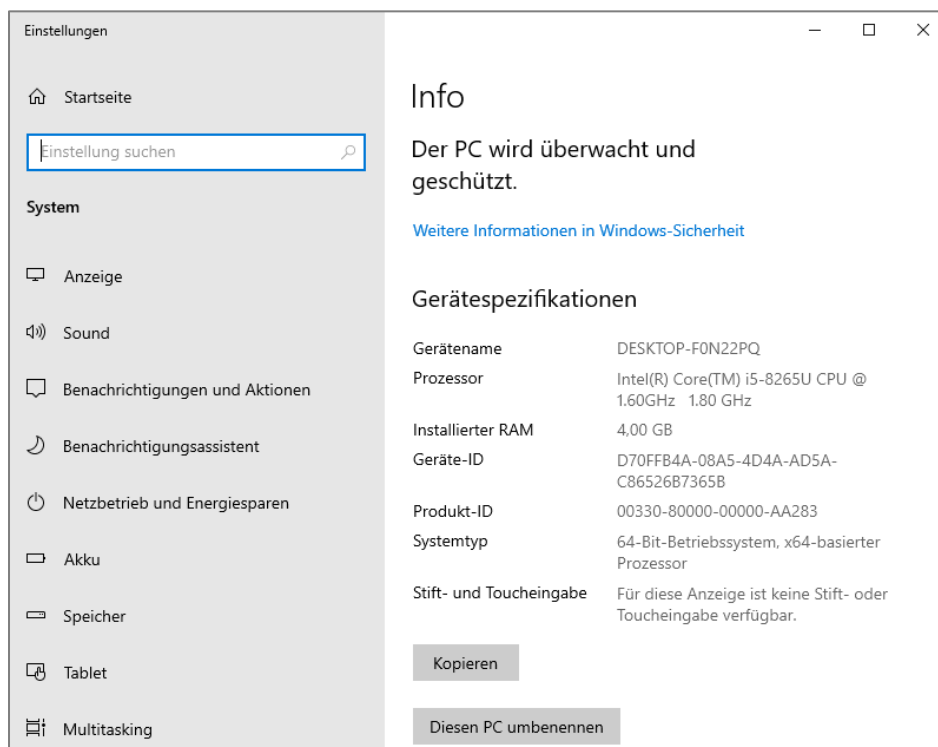 Einstellungen
Startseite
Einstellung suchen
System
Anzeige
Sound
Benachrichtigungen und Aktionen
Benachrichtigungsassistent
Netzbetrieb und Energiesparen
Akku
Speicher
Tablet
Multitasking
Info
Der PC wird überwacht und
geschützt.
Weitere Informationen in Windows-Sicherheit
Gerätespezifikationen
Gerätename DESKTOP-F0N22PQ
Prozessor Intel(R) Core(TM) i5-8265U CPU @
1.60GHz 1.80 GHz
Installierter RAM 4,00 GB
Geräte-ID D70FFB4A-08A5-4D4A-AD5A-
C86526B7365B
Produkt-ID 00330-80000-00000-AA283
Systemtyp 64-Bit-Betriebssystem, x64-basierter
Prozessor
Stift- und Toucheingabe Für diese Anzeige ist keine Stift- oder
Toucheingabe verfügbar.
Kopieren
Diesen PC umbenennen